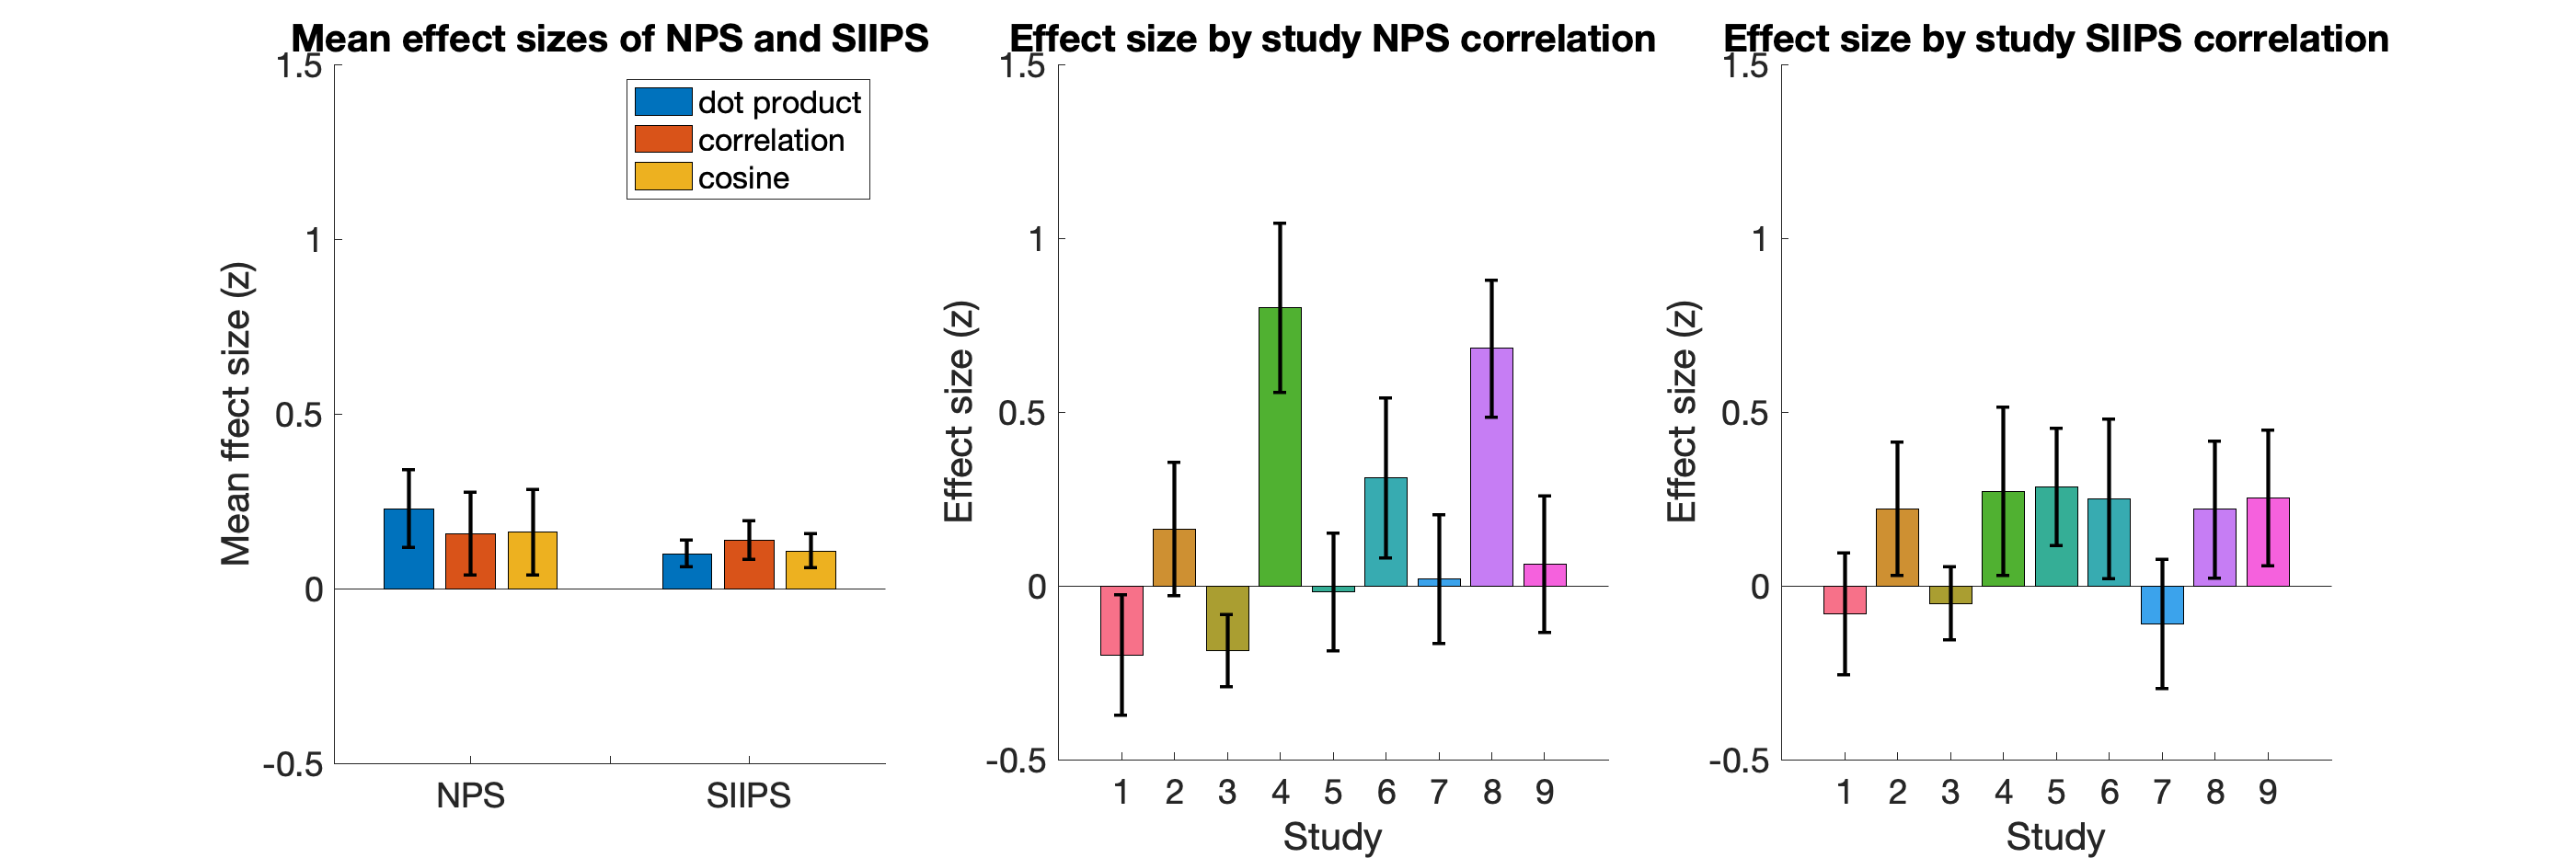 Mean effect sizes of NPS and SIIPS
1.5
1
0.5
0
-0.5
Mean ffect size (z)
dot product
correlation
cosine
NPS
SIIPS
Effect size by study NPS correlation
1.5
1
0.5
0
-0.5
Effect size (z)
1 2 3 4 5 6 7 8 9
Study
Effect size by study SIIPS correlation
1.5
1
0.5
0
-0.5
Effect size (z)
1 2 3 4 5 6 7 8 9
Study